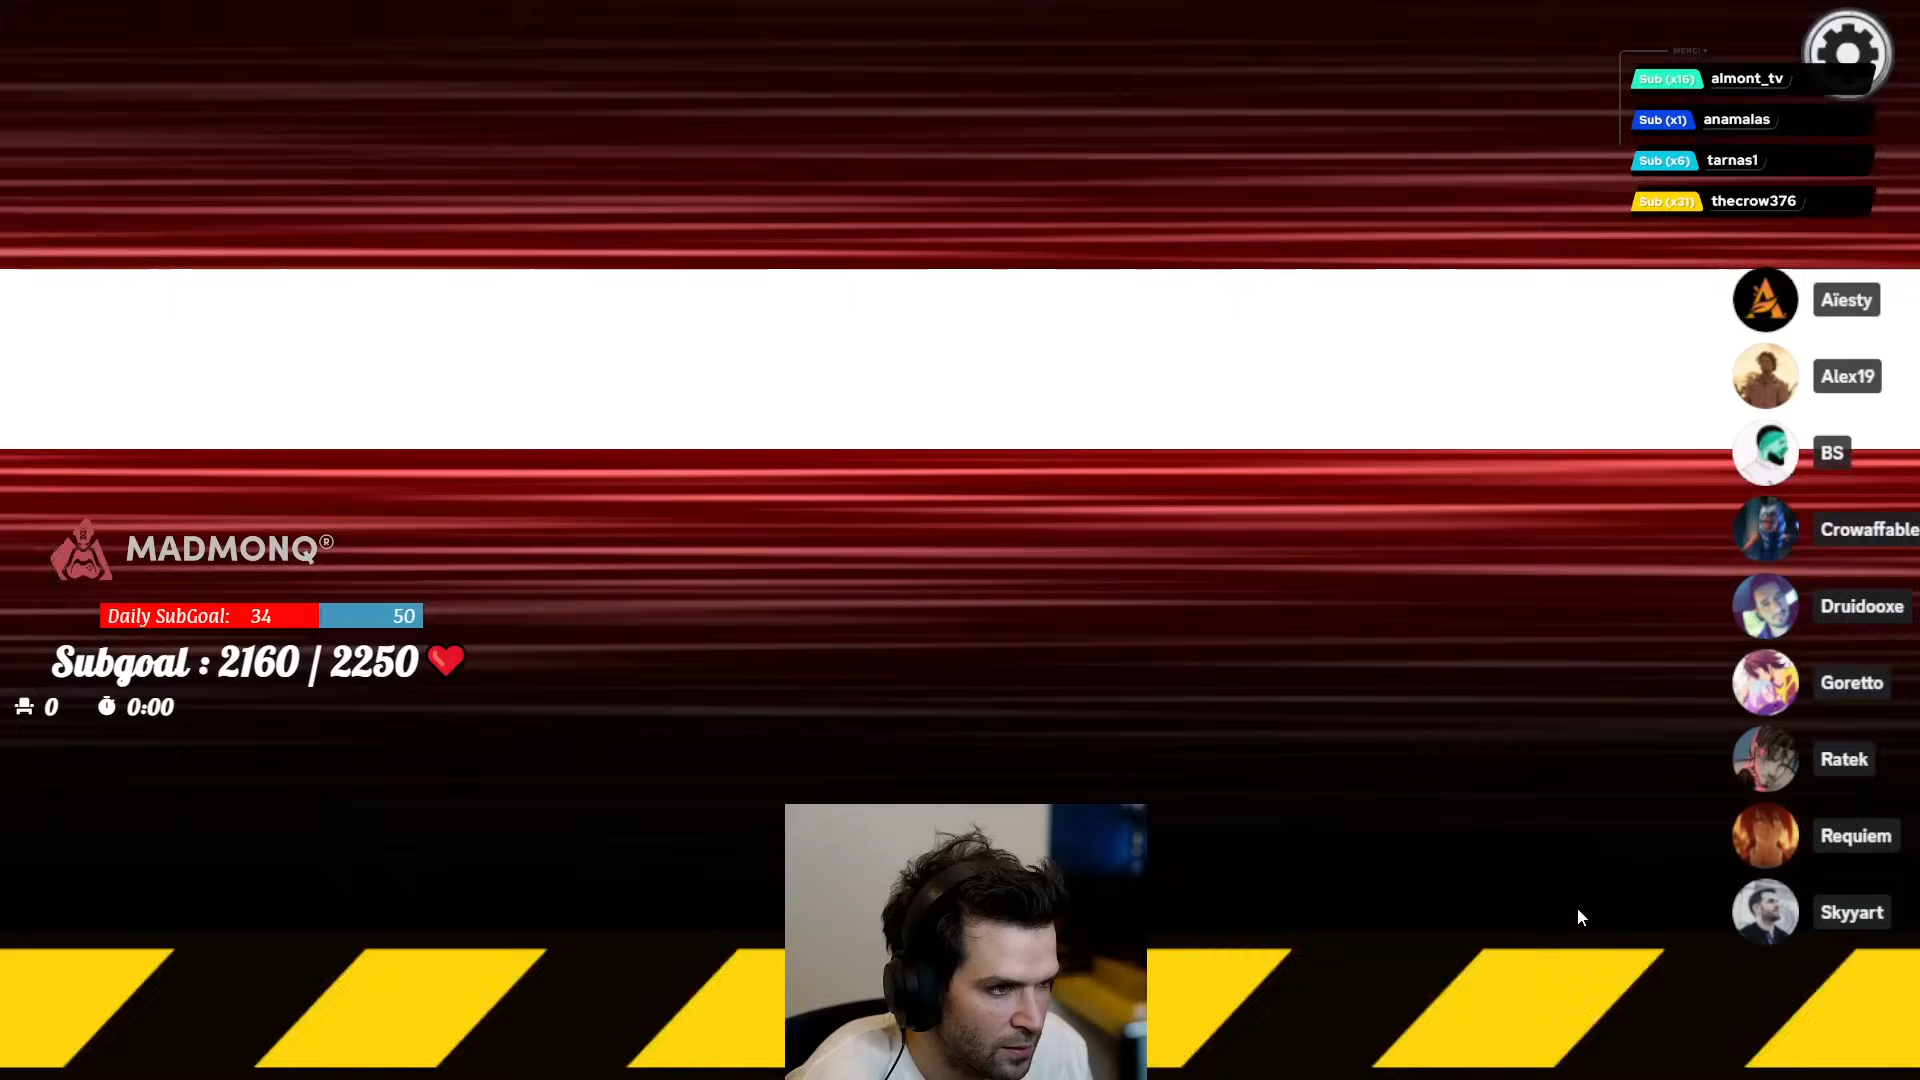 MERCI ♥
Sub (x16) almont_tv
Sub (x1) anamalas
Sub (x6) tarnas1
Sub (x31) thecrow376
Aïesty
Alex19
BS
Crowaffable
Druidooxe
Goretto
Ratek
Requiem
Skyyart
MADMONQ®
Daily SubGoal: 34 50
Subgoal : 2160 / 2250
0 0:00